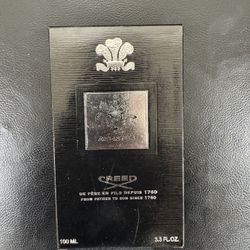 CREED
DE PÈRE EN FILS DEPUIS 1760
FROM FATHER TO SON SINCE 1760
100 ML
3.3 FL.OZ.